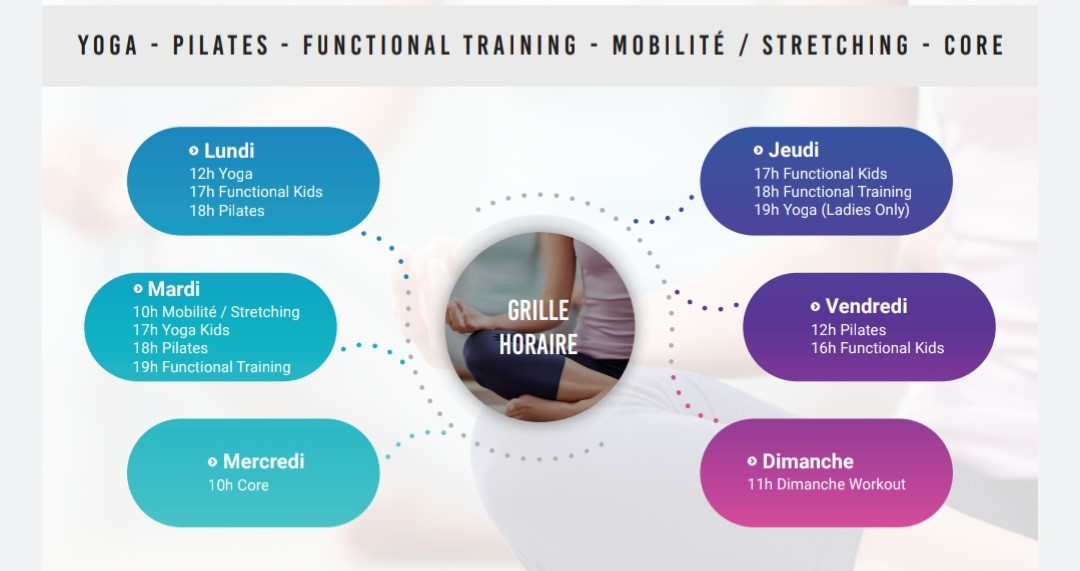 YOGA - PILATES - FUNCTIONAL TRAINING - MOBILITÉ / STRETCHING - CORE
Lundi
12h Yoga
17h Functional Kids
18h Pilates
Mardi
10h Mobilité / Stretching
17h Yoga Kids
18h Pilates
19h Functional Training
Mercredi
10h Core
GRILLE
HORAIRE
Jeudi
17h Functional Kids
18h Functional Training
19h Yoga (Ladies Only)
Vendredi
12h Pilates
16h Functional Kids
Dimanche
11h Dimanche Workout